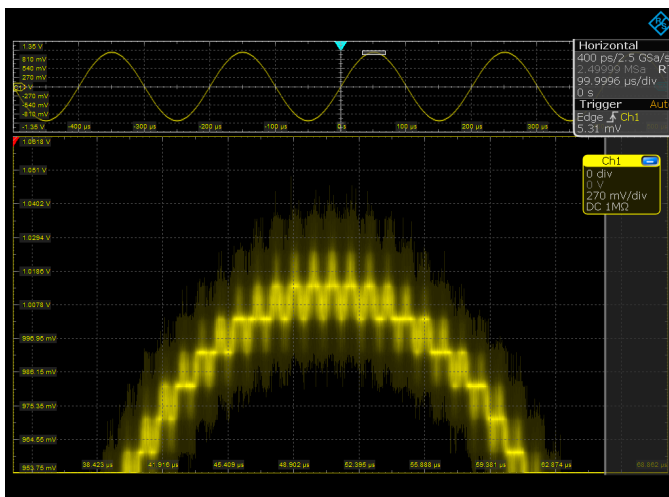 1.35 V
810 mV
540 mV
270 mV
-270 mV
-540 mV
-810 mV
-1.35 V
-400 µs
-200 µs
-100 µs
0 s
100 µs
200 µs
300 µs
Horizontal
400 ps/2.5 GSa/s
2.49999 MSa R
99.9996 µs/div
0 s
Trigger Aut
Edge Ch1
5.31 mV
Ch1
0 div
0 V
270 mV/div
DC 1MΩ
1.0518 V
1.051 V
1.0402 V
1.0294 V
1.0186 V
1.0078 V
996.95 mV
986.15 mV
975.35 mV
964.55 mV
953.75 mV
38.423 µs
41.916 µs
45.409 µs
48.902 µs
52.395 µs
55.888 µs
59.381 µs
62.874 µs